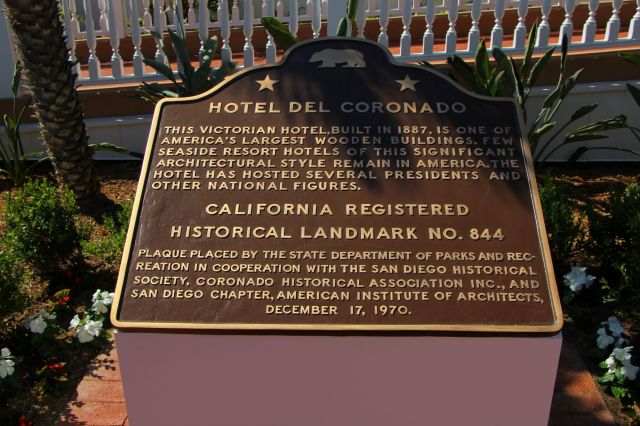 HOTEL DEL CORONADO
THIS VICTORIAN HOTEL, BUILT IN 1887, IS ONE OF
AMERICA'S LARGEST WOODEN BUILDINGS. FEW
SEASIDE RESORT HOTELS OF THIS SIGNIFICANT
ARCHITECTURAL STYLE REMAIN IN AMERICA. THE
HOTEL HAS HOSTED SEVERAL PRESIDENTS AND
OTHER NATIONAL FIGURES.
CALIFORNIA REGISTERED
HISTORICAL LANDMARK NO. 844
PLAQUE PLACED BY THE STATE DEPARTMENT OF PARKS AND REC-
REATION IN COOPERATION WITH THE SAN DIEGO HISTORICAL
SOCIETY, CORONADO HISTORICAL ASSOCIATION INC., AND
SAN DIEGO CHAPTER, AMERICAN INSTITUTE OF ARCHITECTS,
DECEMBER 17, 1970.